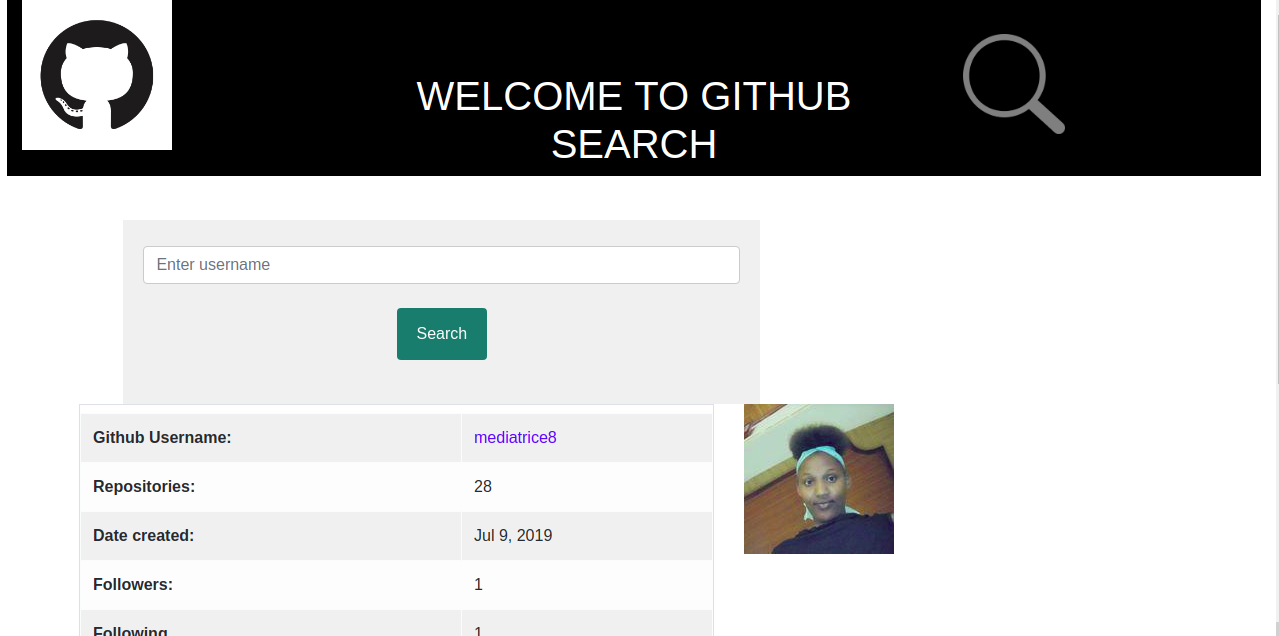 WELCOME TO GITHUB
SEARCH
Enter username
Search
Github Username: mediatrice8
Repositories: 28
Date created: Jul 9, 2019
Followers: 1
Following 1